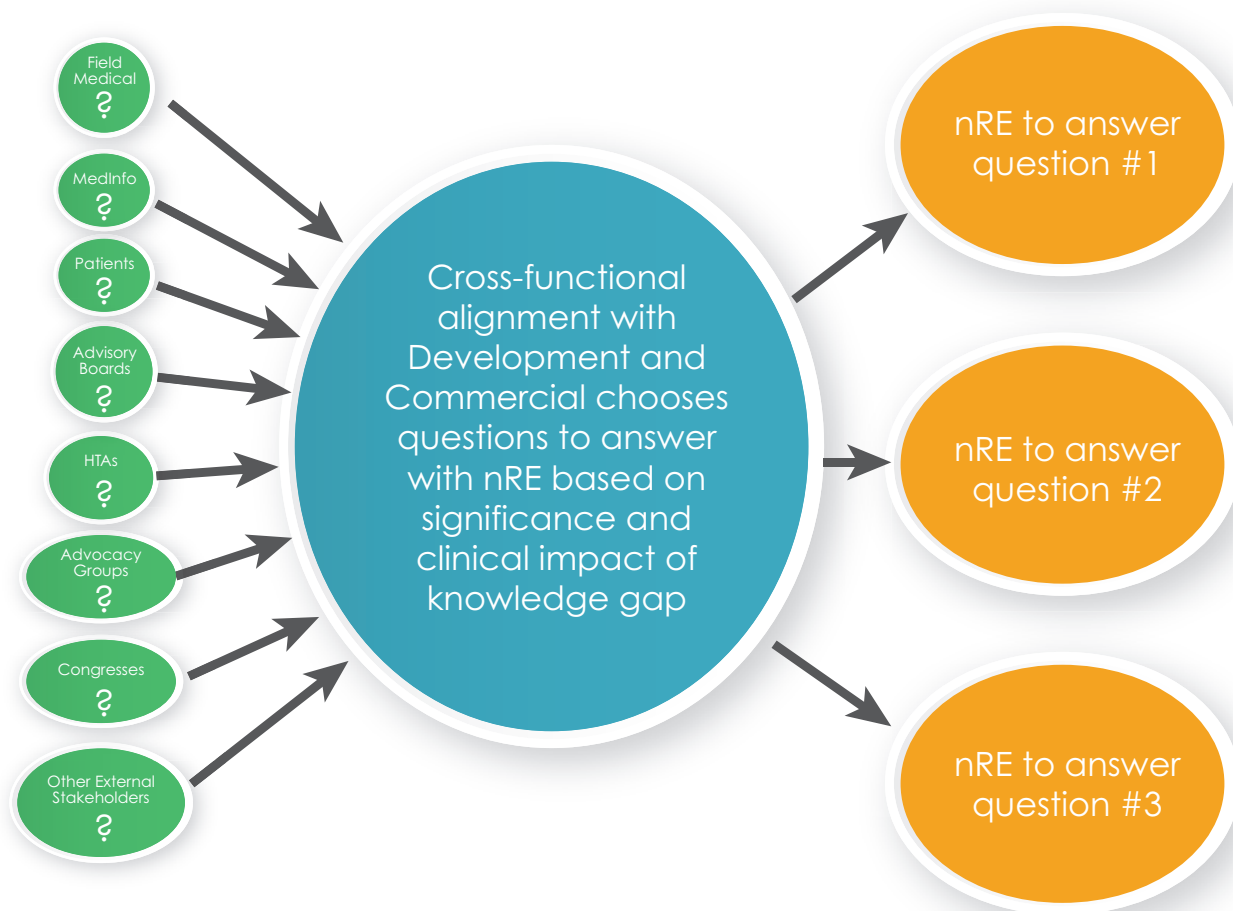 Field
Medical
?
MedInfo
?
Patients
?
Advisory
Boards
?
HTAs
?
Advocacy
Groups
?
Congresses
?
Other External
Stakeholders
?
Cross-functional
alignment with
Development and
Commercial chooses
questions to answer
with nRE based on
significance and
clinical impact of
knowledge gap
nRE to answer
question #1
nRE to answer
question #2
nRE to answer
question #3